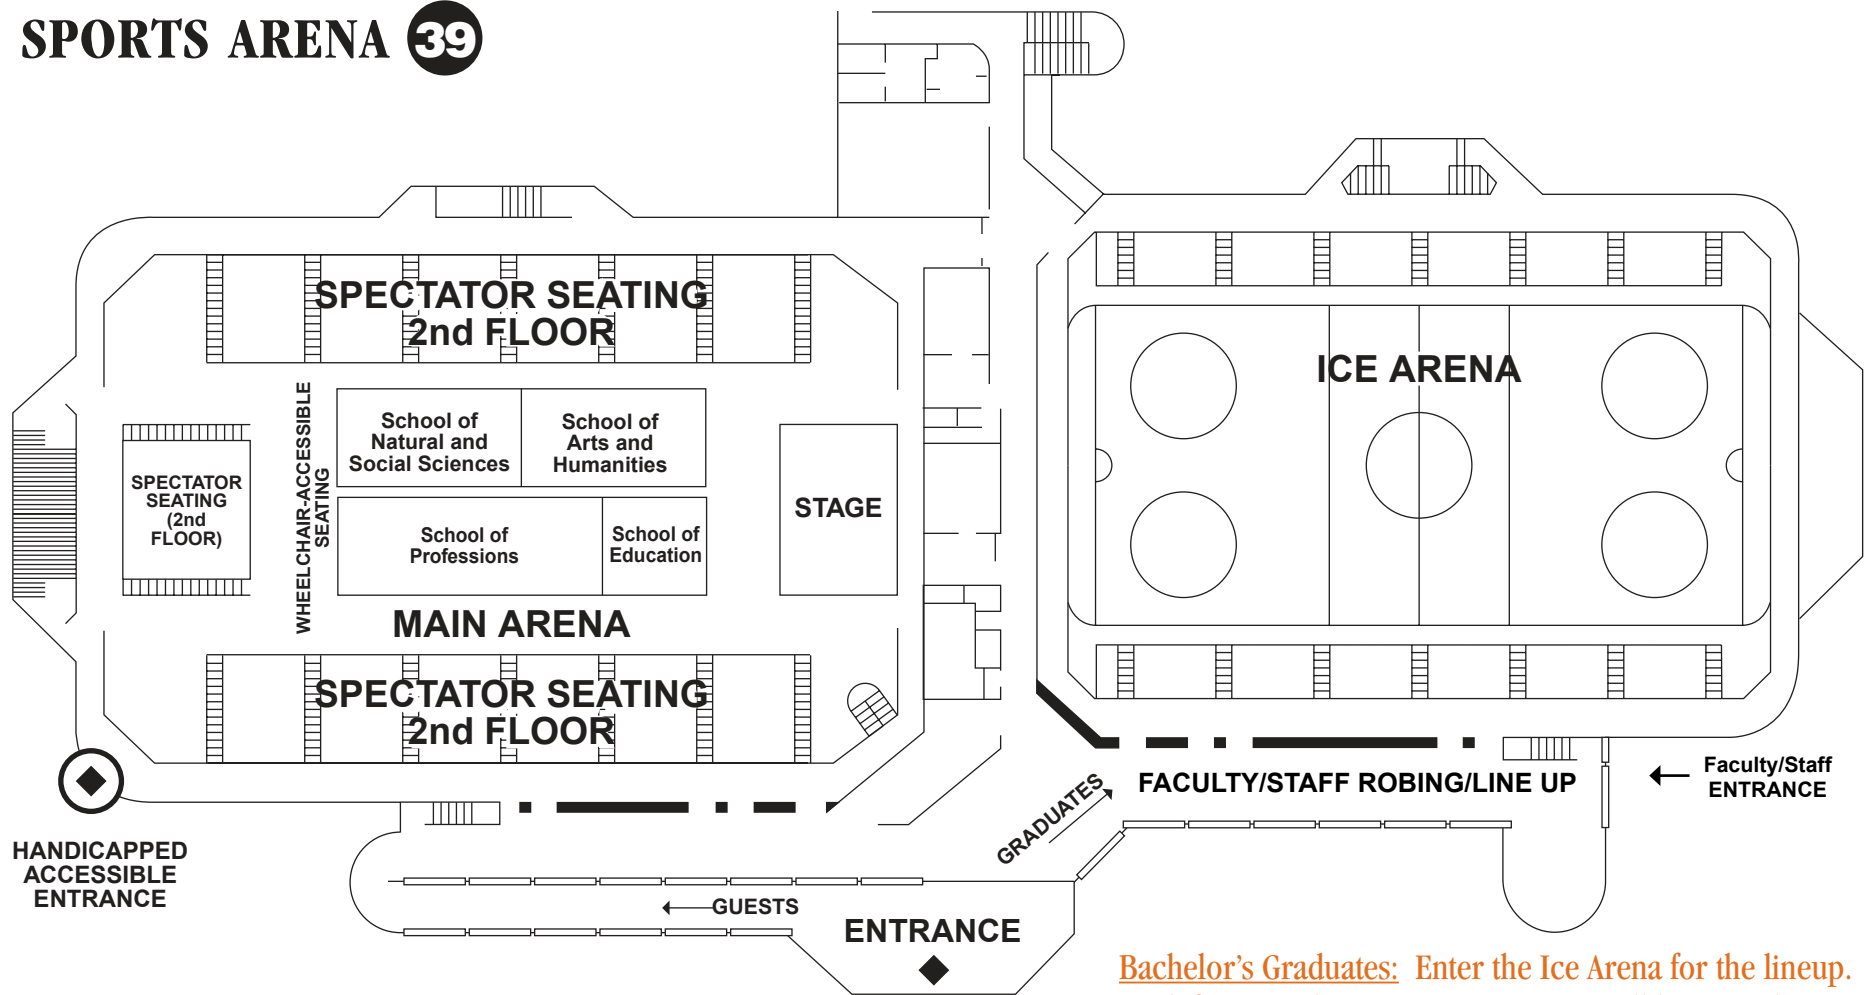 SPORTS ARENA 39
SPECTATOR SEATING
2nd FLOOR
ICE ARENA
WHEELCHAIR-ACCESSIBLE
SEATING
School of
Natural and
Social Sciences
School of
Arts and
Humanities
SPECTATOR
SEATING
(2nd
FLOOR)
STAGE
School of
Professions
School of
Education
MAIN ARENA
SPECTATOR SEATING
2nd FLOOR
FACULTY/STAFF ROBING/LINE UP
Faculty/Staff
ENTRANCE
GRADUATES
HANDICAPPED
ACCESSIBLE
ENTRANCE
GUESTS
ENTRANCE
Bachelor's Graduates: Enter the Ice Arena for the lineup.